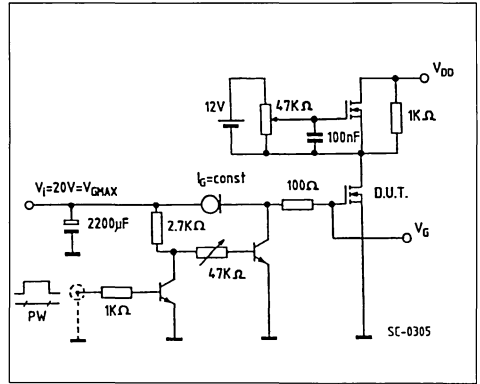 V_DD
12V
47KΩ
1KΩ
100nF
I_G=const
V_i=20V=V_GMAX
100Ω
D.U.T.
2200µF
2.7KΩ
V_G
47KΩ
PW
1KΩ
SC-0305